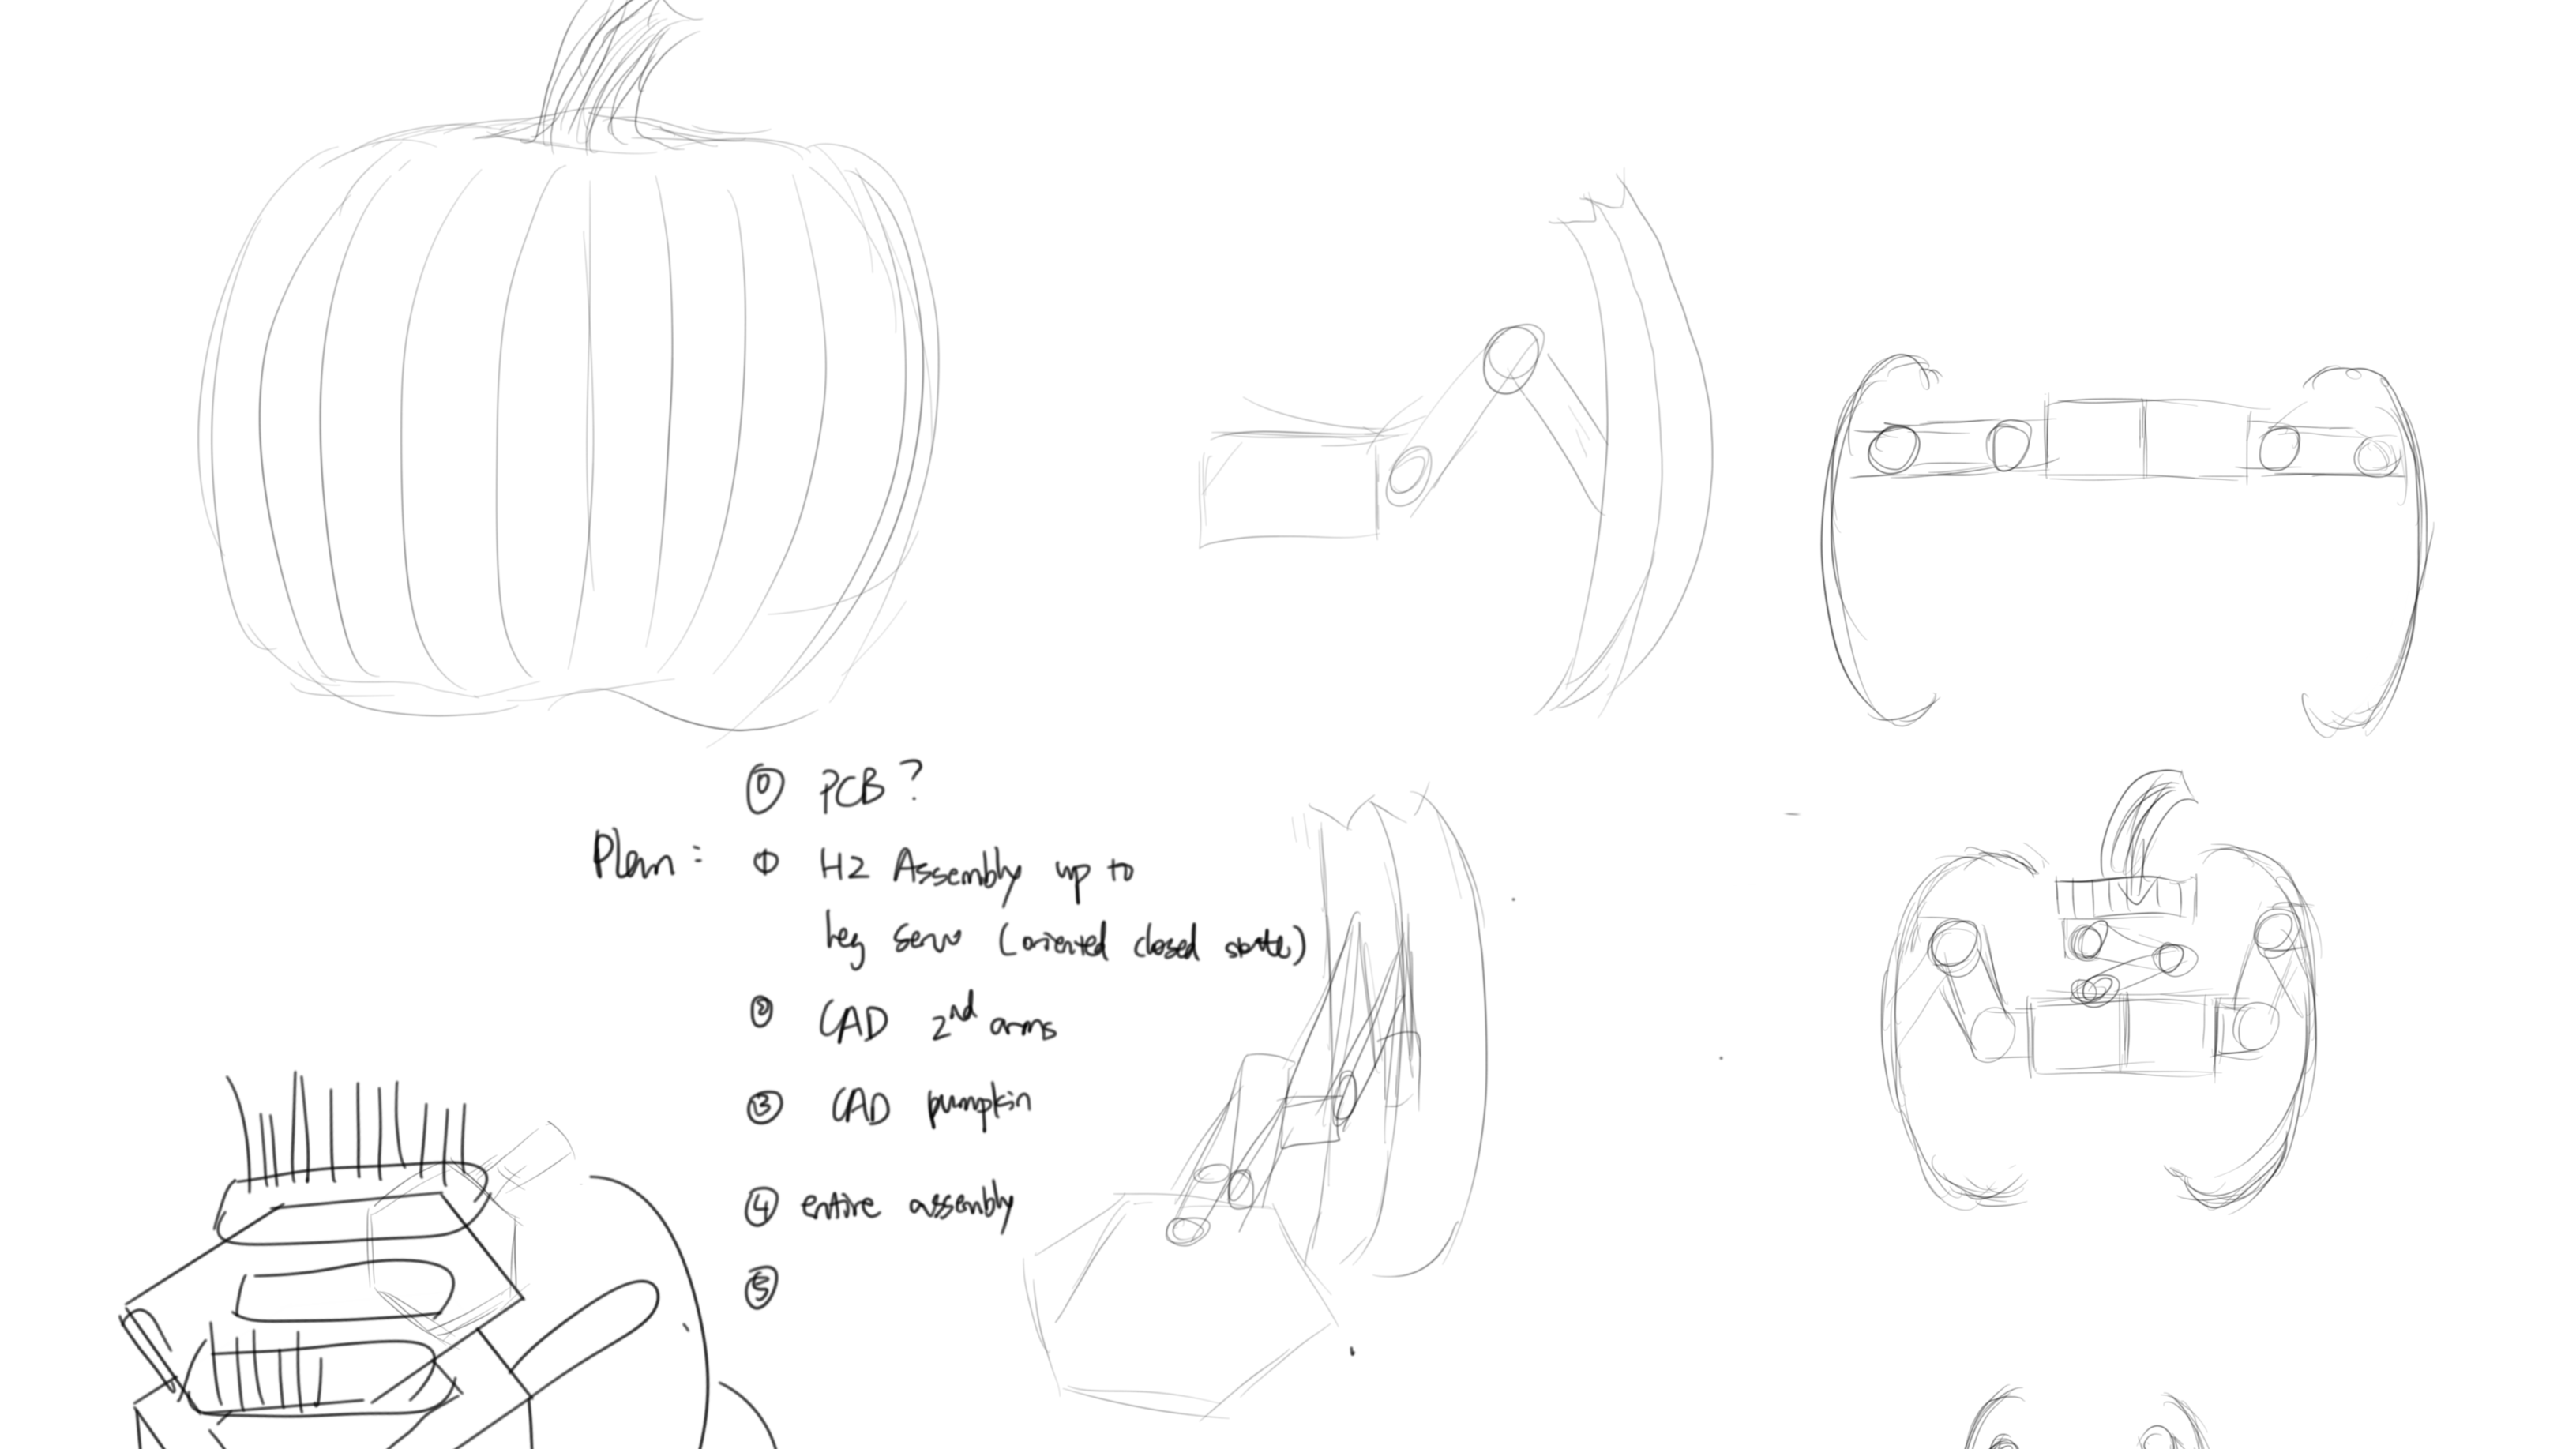 ⓪ PCB?
Plan:
① H2 Assembly up to
leg servo (oriented closed state)
② CAD 2nd arms
③ CAD pumpkin
④ entire assembly
⑤